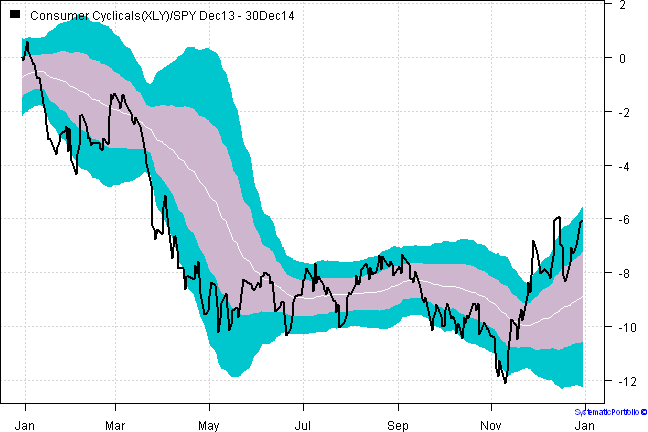 Consumer Cyclicals(XLY)/SPY Dec13 - 30Dec14
2
0
-2
-4
-6
-8
-10
-12
Jan Mar May Jul Sep Nov Jan
SystematicPortfolio ©